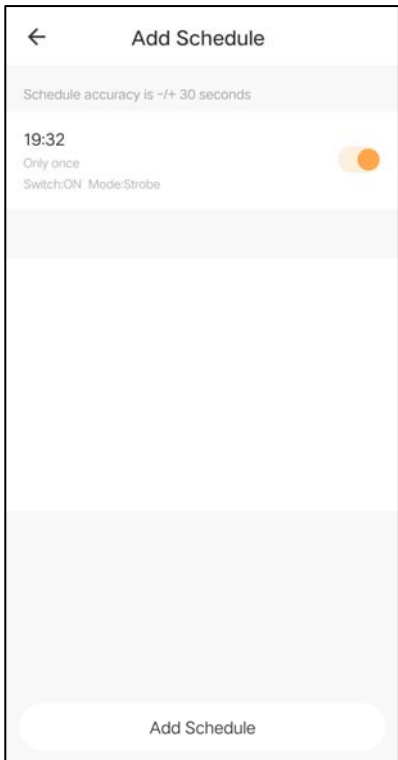 Add Schedule
Schedule accuracy is -/+ 30 seconds
19:32
Only once
Switch:ON Mode:Strobe
Add Schedule